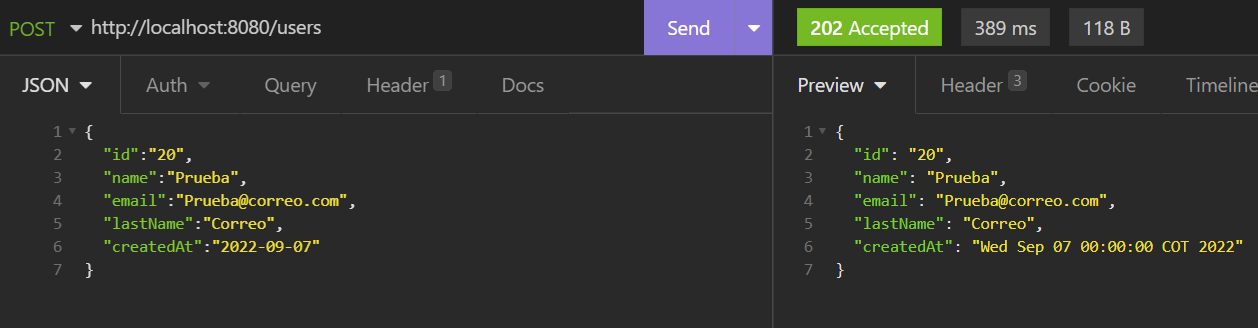 POST http://localhost:8080/users Send 202 Accepted 389 ms 118 B
JSON Auth Query Header 1 Docs Preview Header 3 Cookie Timeline
1 {
2 "id":"20",
3 "name":"Prueba",
4 "email":"Prueba@correo.com",
5 "lastName":"Correo",
6 "createdAt":"2022-09-07"
7 }
1 {
2 "id": "20",
3 "name": "Prueba",
4 "email": "Prueba@correo.com",
5 "lastName": "Correo",
6 "createdAt": "Wed Sep 07 00:00:00 COT 2022"
7 }